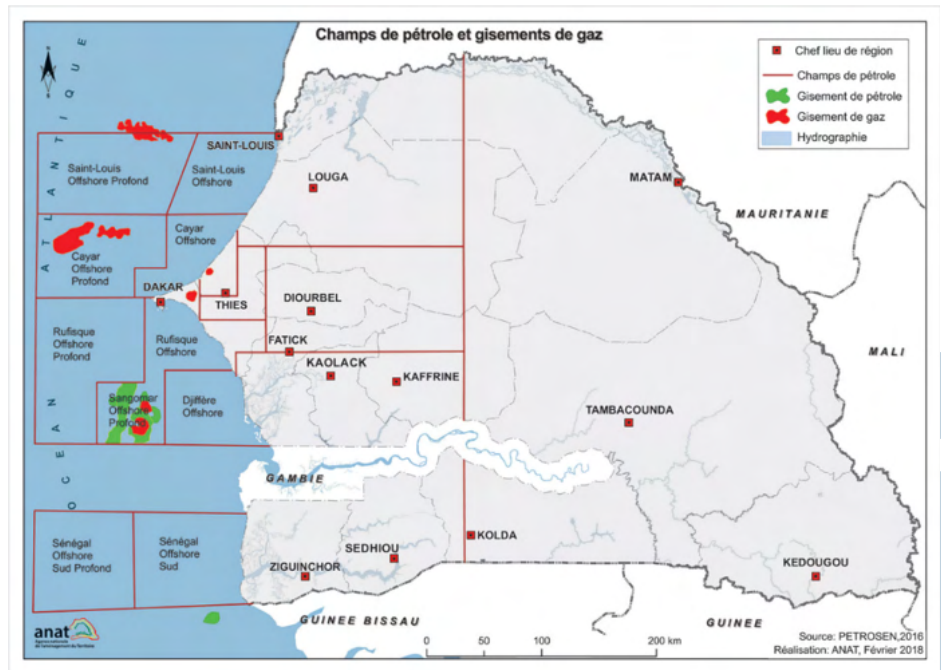 Champs de pétrole et gisements de gaz
Chef lieu de région
Champs de pétrole
Gisement de pétrole
Gisement de gaz
Hydrographie
OCEAN ATLANTIQUE
SAINT-LOUIS
Saint-Louis
Offshore Profond
Saint-Louis
Offshore
LOUGA
MATAM
MAURITANIE
Cayar
Offshore
Cayar
Offshore
Profond
DAKAR
THIES
DIOURBEL
Rufisque
Offshore
Profond
Rufisque
Offshore
FATICK
KAOLACK
KAFFRINE
MALI
Sangomar
Offshore
Profond
Djiffère
Offshore
TAMBACOUNDA
GAMBIE
Sénégal
Offshore
Sud Profond
Sénégal
Offshore
Sud
KOLDA
SEDHIOU
ZIGUINCHOR
KEDOUGOU
GUINEE BISSAU
GUINEE
anat
0 50 100 200 km
Source: PETROSEN,2016
Réalisation: ANAT, Février 2018